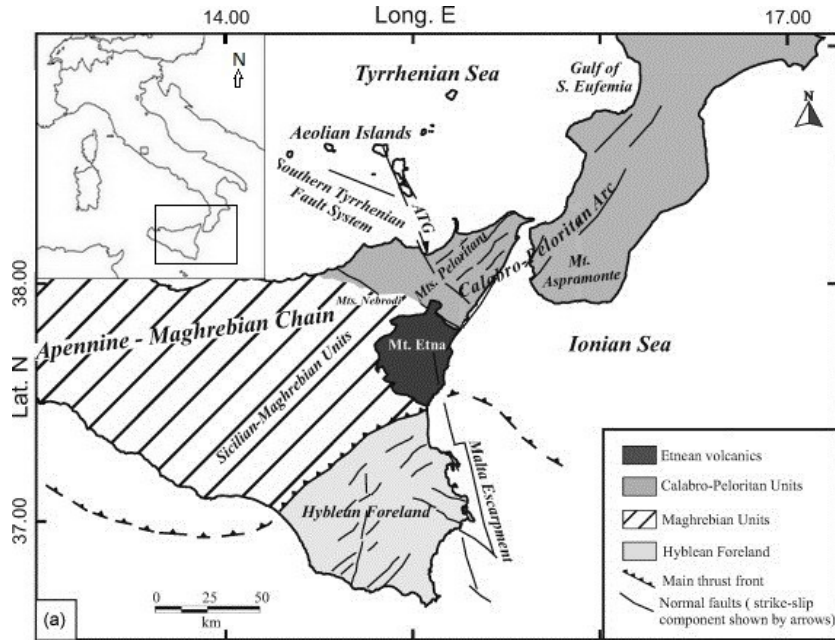 14.00
Long. E
17.00
N
Tyrrhenian Sea
Gulf of
S. Eufemia
N
Aeolian Islands
Southern Tyrrhenian
Fault System
ATG
Mts. Peloritani
Calabro-Peloritan Arc
Mt.
Aspramonte
38.00
Mts. Nebrodi
Apennine - Maghrebian Chain
Mt. Etna
Ionian Sea
Lat. N
Sicilian-Maghrebian Units
Malta Escarpment
37.00
Hyblean Foreland
Etnean volcanics
Calabro-Peloritan Units
Maghrebian Units
Hyblean Foreland
Main thrust front
Normal faults ( strike-slip
component shown by arrows)
0 25 50
km
(a)